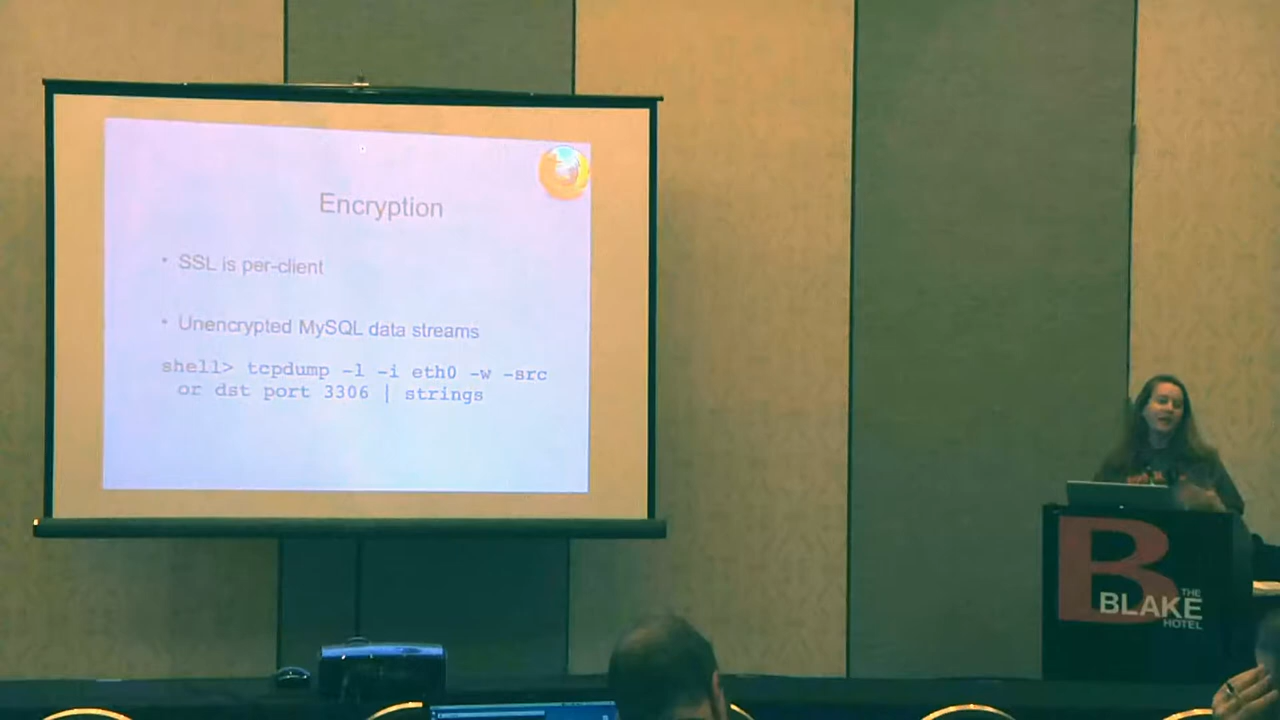 Encryption
• SSL is per-client
• Unencrypted MySQL data streams
shell> tcpdump -l -i eth0 -w -src
or dst port 3306 | strings
B
THE
BLAKE
HOTEL